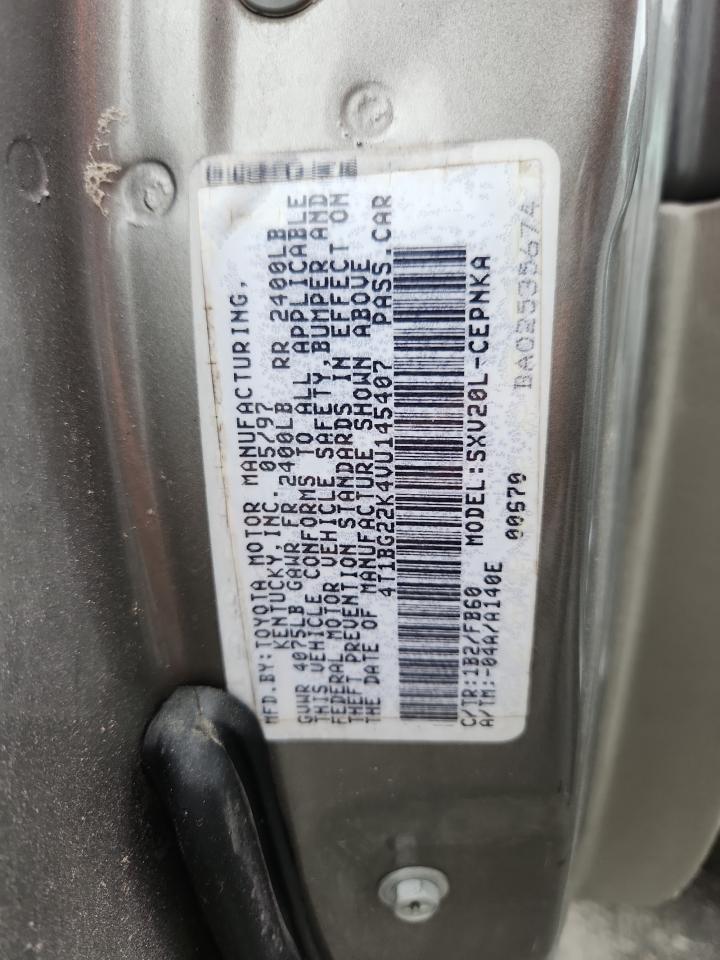 MFD.BY:TOYOTA MOTOR MANUFACTURING,
KENTUCKY,INC. 05/97
GVWR 4075LB GAWR FR 2400LB RR 2400LB
THIS VEHICLE CONFORMS TO ALL APPLICABLE
FEDERAL MOTOR VEHICLE SAFETY,BUMPER AND
THEFT PREVENTION STANDARDS IN EFFECT ON
THE DATE OF MANUFACTURE SHOWN ABOVE
4T1BG22K4VU145407 PASS.CAR
C/TR:1B2/FB60 MODEL:SXV20L-CEPNKA
A/TM:-04A/A140E 00679
BA02535674